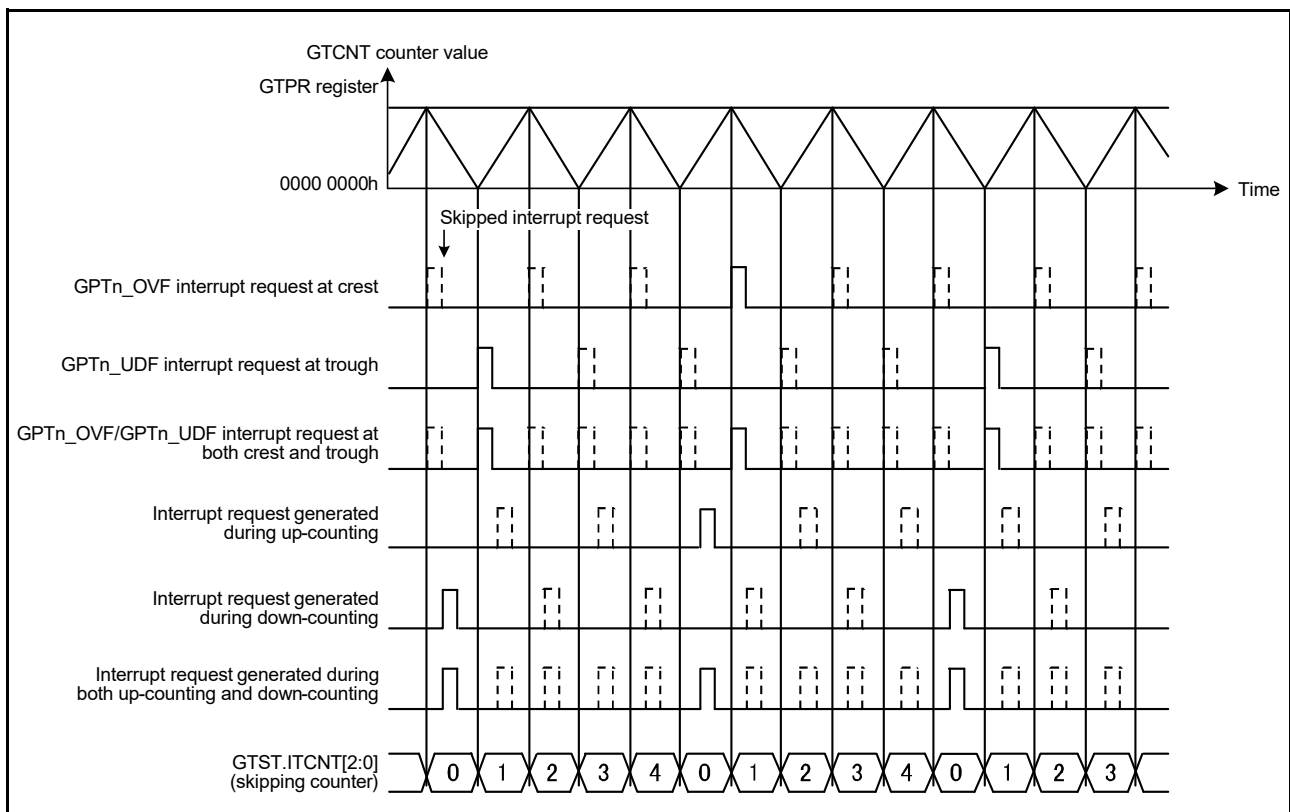 GTCNT counter value
GTPR register
0000 0000h
Time
Skipped interrupt request
GPTn_OVF interrupt request at crest
GPTn_UDF interrupt request at trough
GPTn_OVF/GPTn_UDF interrupt request at
both crest and trough
Interrupt request generated
during up-counting
Interrupt request generated
during down-counting
Interrupt request generated during
both up-counting and down-counting
GTST.ITCNT[2:0]
(skipping counter)
0 1 2 3 4 0 1 2 3 4 0 1 2 3